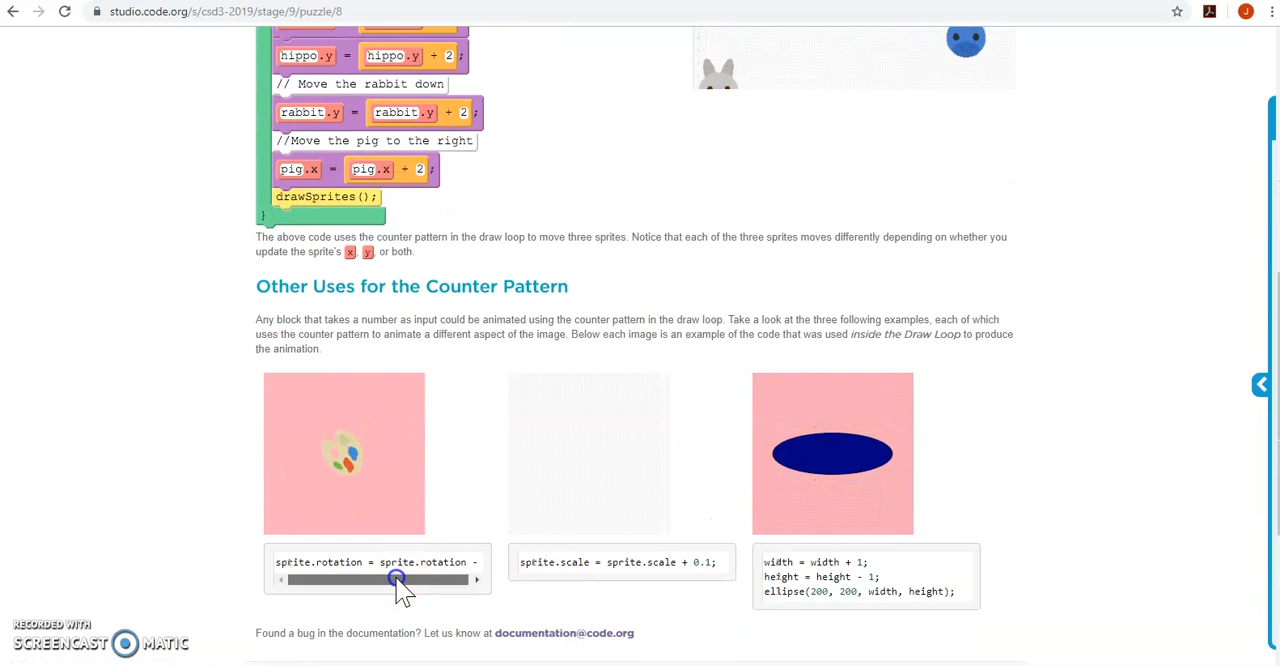 studio.code.org/s/csd3-2019/stage/9/puzzle/8
J
hippo.y = hippo.y + 2 ;
// Move the rabbit down
rabbit.y = rabbit.y + 2 ;
//Move the pig to the right
pig.x = pig.x + 2 ;
drawSprites();
}
The above code uses the counter pattern in the draw loop to move three sprites. Notice that each of the three sprites moves differently depending on whether you
update the sprite's x, y, or both.
Other Uses for the Counter Pattern
Any block that takes a number as input could be animated using the counter pattern in the draw loop. Take a look at the three following examples, each of which
uses the counter pattern to animate a different aspect of the image. Below each image is an example of the code that was used inside the Draw Loop to produce
the animation.
sprite.rotation = sprite.rotation -
sprite.scale = sprite.scale + 0.1;
width = width + 1;
height = height - 1;
ellipse(200, 200, width, height);
Found a bug in the documentation? Let us know at documentation@code.org
RECORDED WITH
SCREENCAST MATIC